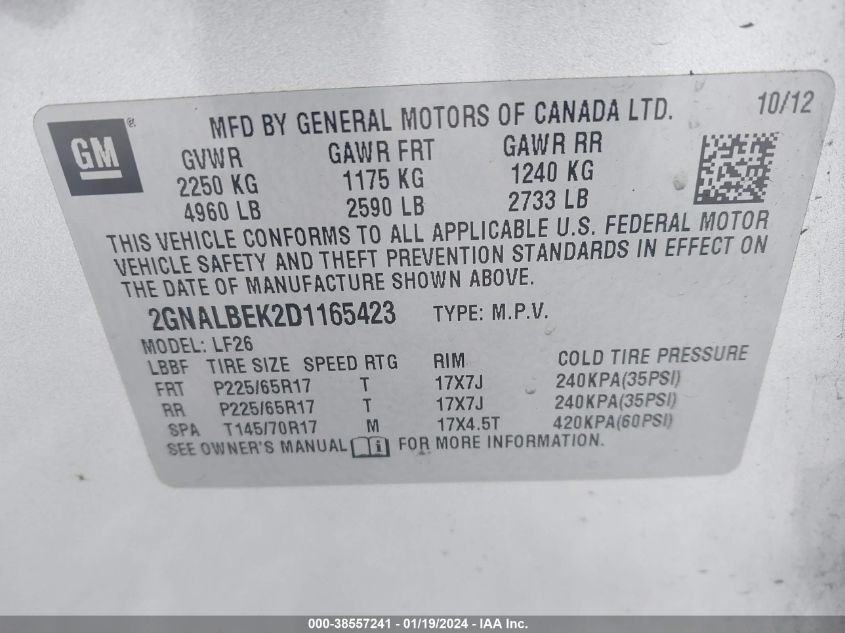 GM ® MFD BY GENERAL MOTORS OF CANADA LTD. 10/12
GVWR GAWR FRT GAWR RR
2250 KG 1175 KG 1240 KG
4960 LB 2590 LB 2733 LB
THIS VEHICLE CONFORMS TO ALL APPLICABLE U.S. FEDERAL MOTOR
VEHICLE SAFETY AND THEFT PREVENTION STANDARDS IN EFFECT ON
THE DATE OF MANUFACTURE SHOWN ABOVE.
2GNALBEK2D1165423 TYPE: M.P.V.
MODEL: LF26
LBBF TIRE SIZE SPEED RTG RIM COLD TIRE PRESSURE
FRT P225/65R17 T 17X7J 240KPA(35PSI)
RR P225/65R17 T 17X7J 240KPA(35PSI)
SPA T145/70R17 M 17X4.5T 420KPA(60PSI)
SEE OWNER'S MANUAL i FOR MORE INFORMATION.
000-38557241 - 01/19/2024 - IAA Inc.